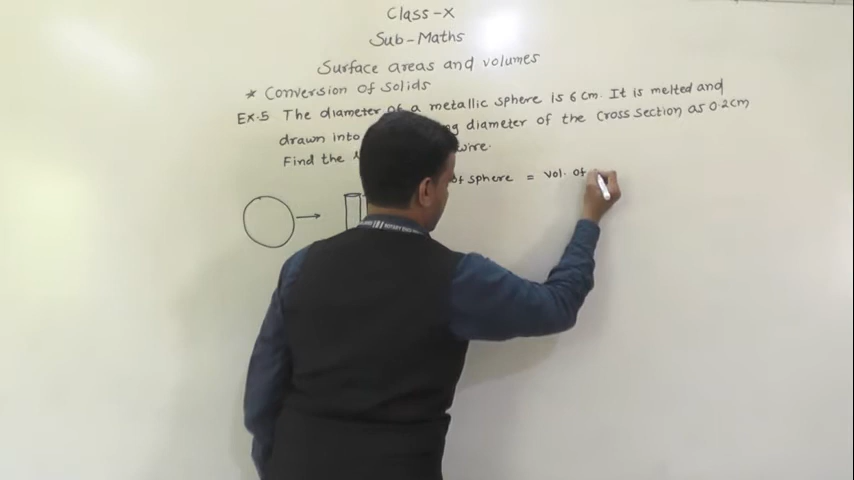 Class-X
Sub-Maths
Surface areas and volumes
* Conversion of solids
Ex.5 The diameter of a metallic sphere is 6 cm. It is melted and
drawn into diameter of the cross section as 0.2cm
Find the wire.
of sphere = vol. of